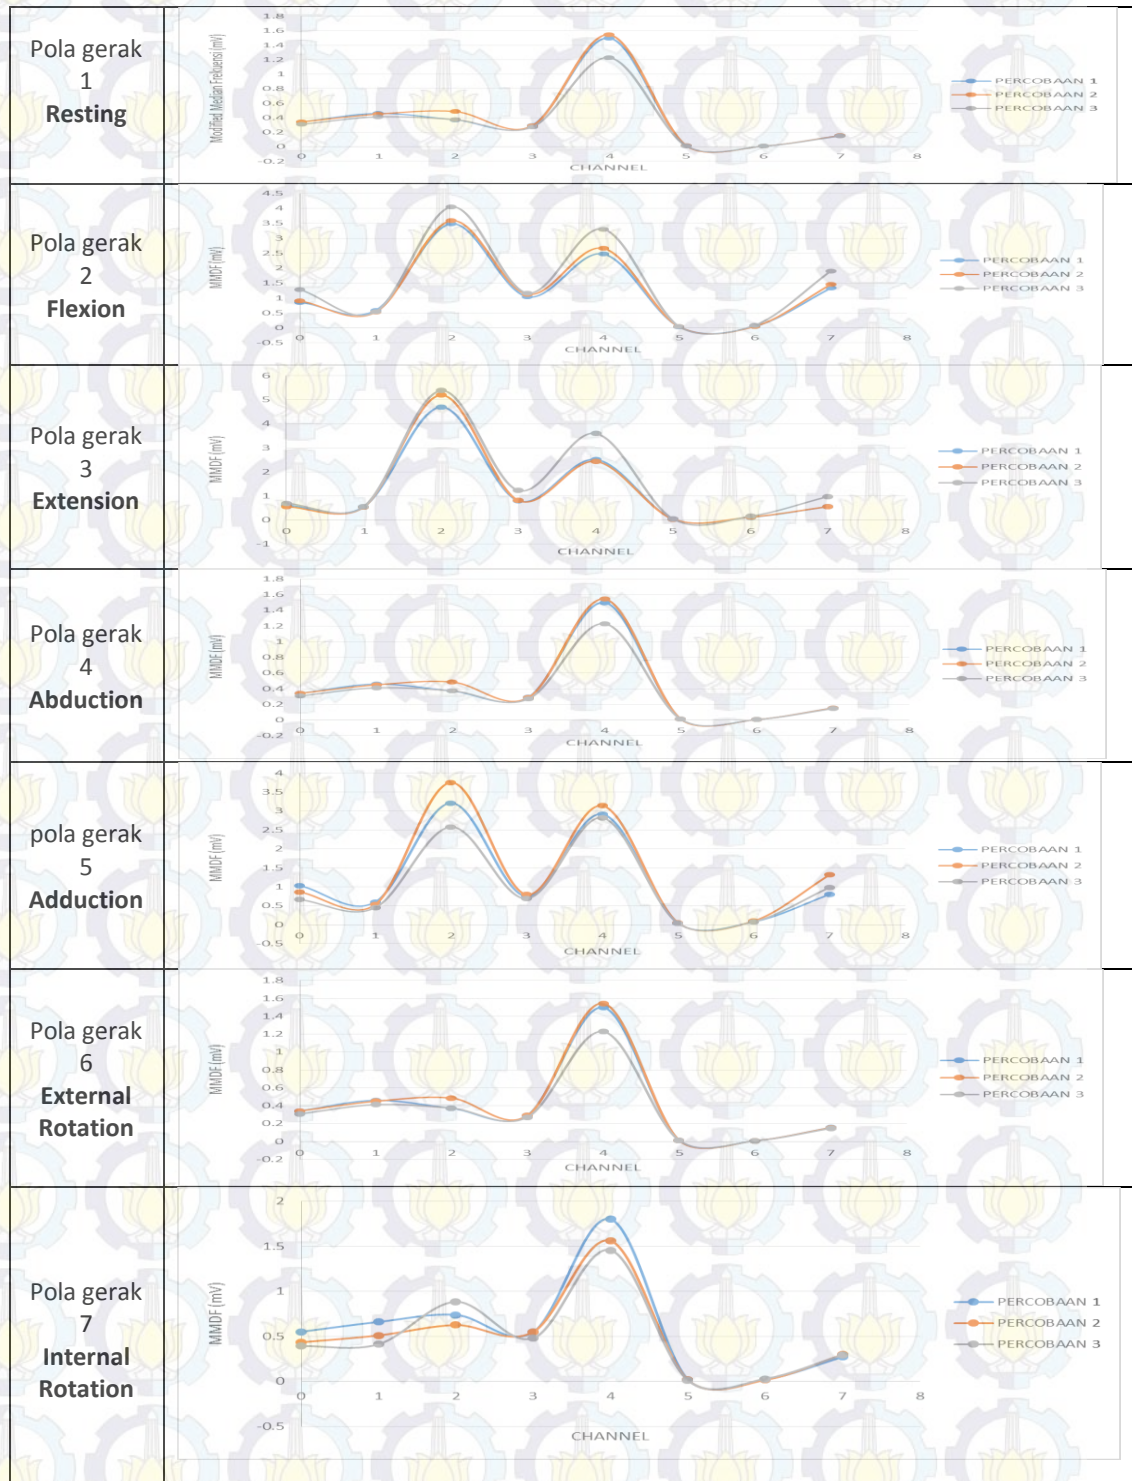 Pola gerak
1
Resting
Modified Median Frekuensi (mV)
1.8
1.6
1.4
1.2
1
0.8
0.6
0.4
0.2
0
-0.2
0 1 2 3 4 5 6 7 8
CHANNEL
PERCOBAAN 1
PERCOBAAN 2
PERCOBAAN 3
Pola gerak
2
Flexion
MMDF (mV)
4.5
4
3.5
3
2.5
2
1.5
1
0.5
0
-0.5
0 1 2 3 4 5 6 7 8
CHANNEL
PERCOBAAN 1
PERCOBAAN 2
PERCOBAAN 3
Pola gerak
3
Extension
MMDF (mV)
6
5
4
3
2
1
0
-1
0 1 2 3 4 5 6 7 8
CHANNEL
PERCOBAAN 1
PERCOBAAN 2
PERCOBAAN 3
Pola gerak
4
Abduction
MMDF (mV)
1.8
1.6
1.4
1.2
1
0.8
0.6
0.4
0.2
0
-0.2
0 1 2 3 4 5 6 7 8
CHANNEL
PERCOBAAN 1
PERCOBAAN 2
PERCOBAAN 3
pola gerak
5
Adduction
MMDF (mV)
4
3.5
3
2.5
2
1.5
1
0.5
0
-0.5
0 1 2 3 4 5 6 7 8
CHANNEL
PERCOBAAN 1
PERCOBAAN 2
PERCOBAAN 3
Pola gerak
6
External
Rotation
MMDF (mV)
1.8
1.6
1.4
1.2
1
0.8
0.6
0.4
0.2
0
-0.2
0 1 2 3 4 5 6 7 8
CHANNEL
PERCOBAAN 1
PERCOBAAN 2
PERCOBAAN 3
Pola gerak
7
Internal
Rotation
MMDF (mV)
2
1.5
1
0.5
0
-0.5
0 1 2 3 4 5 6 7 8
CHANNEL
PERCOBAAN 1
PERCOBAAN 2
PERCOBAAN 3